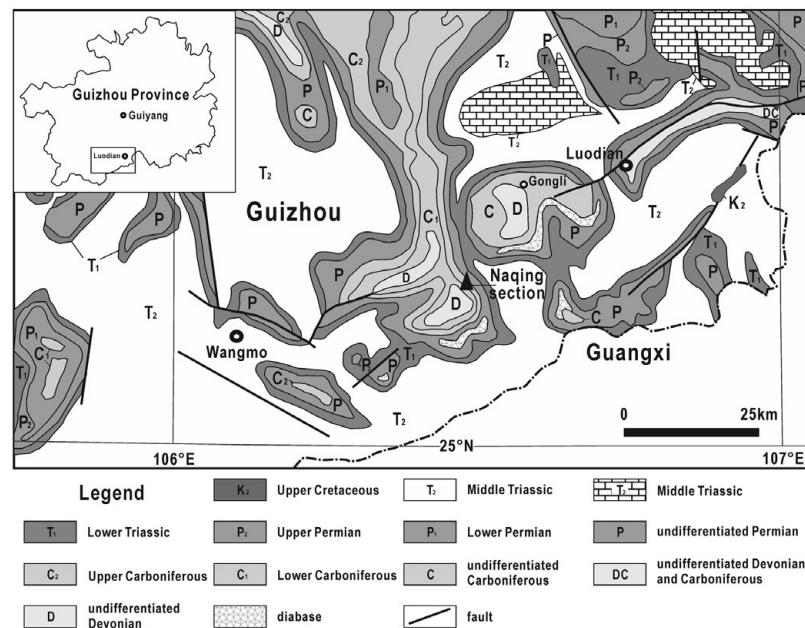 C₂
D
C₂
P
P₁
T₂
P₁
P₂
T₁
P₂
T₁
P
C
T₂
T₂
P
DC
Guizhou Province
Guiyang
Luodian
T₂
Luodian
Gongli
C
D
T₂
K₂
P
P
T₁
Guizhou
C₁
P
T₁
P
T₁
P
D
Naqing
section
D
T₂
P
C
P
Wangmo
Guangxi
P₁
C₁
T₁
P₂
P
P
T₁
C₂
P
T₂
0 25km
106°E
25°N
107°E
Legend
K₂ Upper Cretaceous
T₂ Middle Triassic
T₂ Middle Triassic
T₁ Lower Triassic
P₂ Upper Permian
P₁ Lower Permian
P undifferentiated Permian
C₂ Upper Carboniferous
C₁ Lower Carboniferous
C undifferentiated
Carboniferous
DC undifferentiated Devonian
and Carboniferous
D undifferentiated
Devonian
diabase
fault